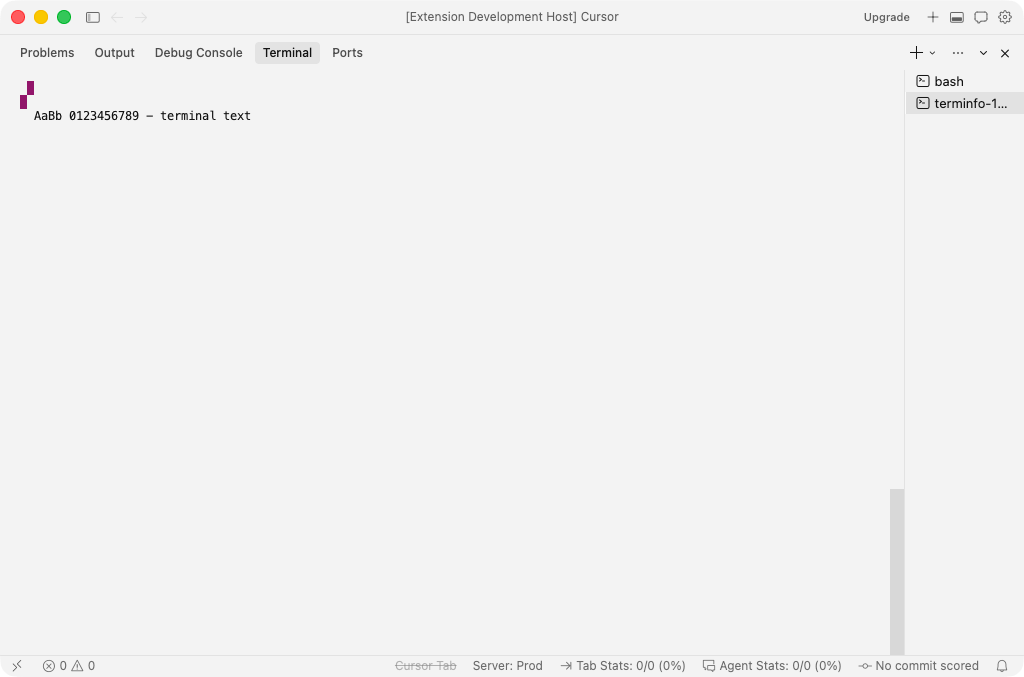 [Extension Development Host] Cursor
Upgrade
Problems Output Debug Console Terminal Ports
bash
terminfo-1...
AaBb 0123456789 — terminal text
0 0 Cursor Tab Server: Prod Tab Stats: 0/0 (0%) Agent Stats: 0/0 (0%) No commit scored